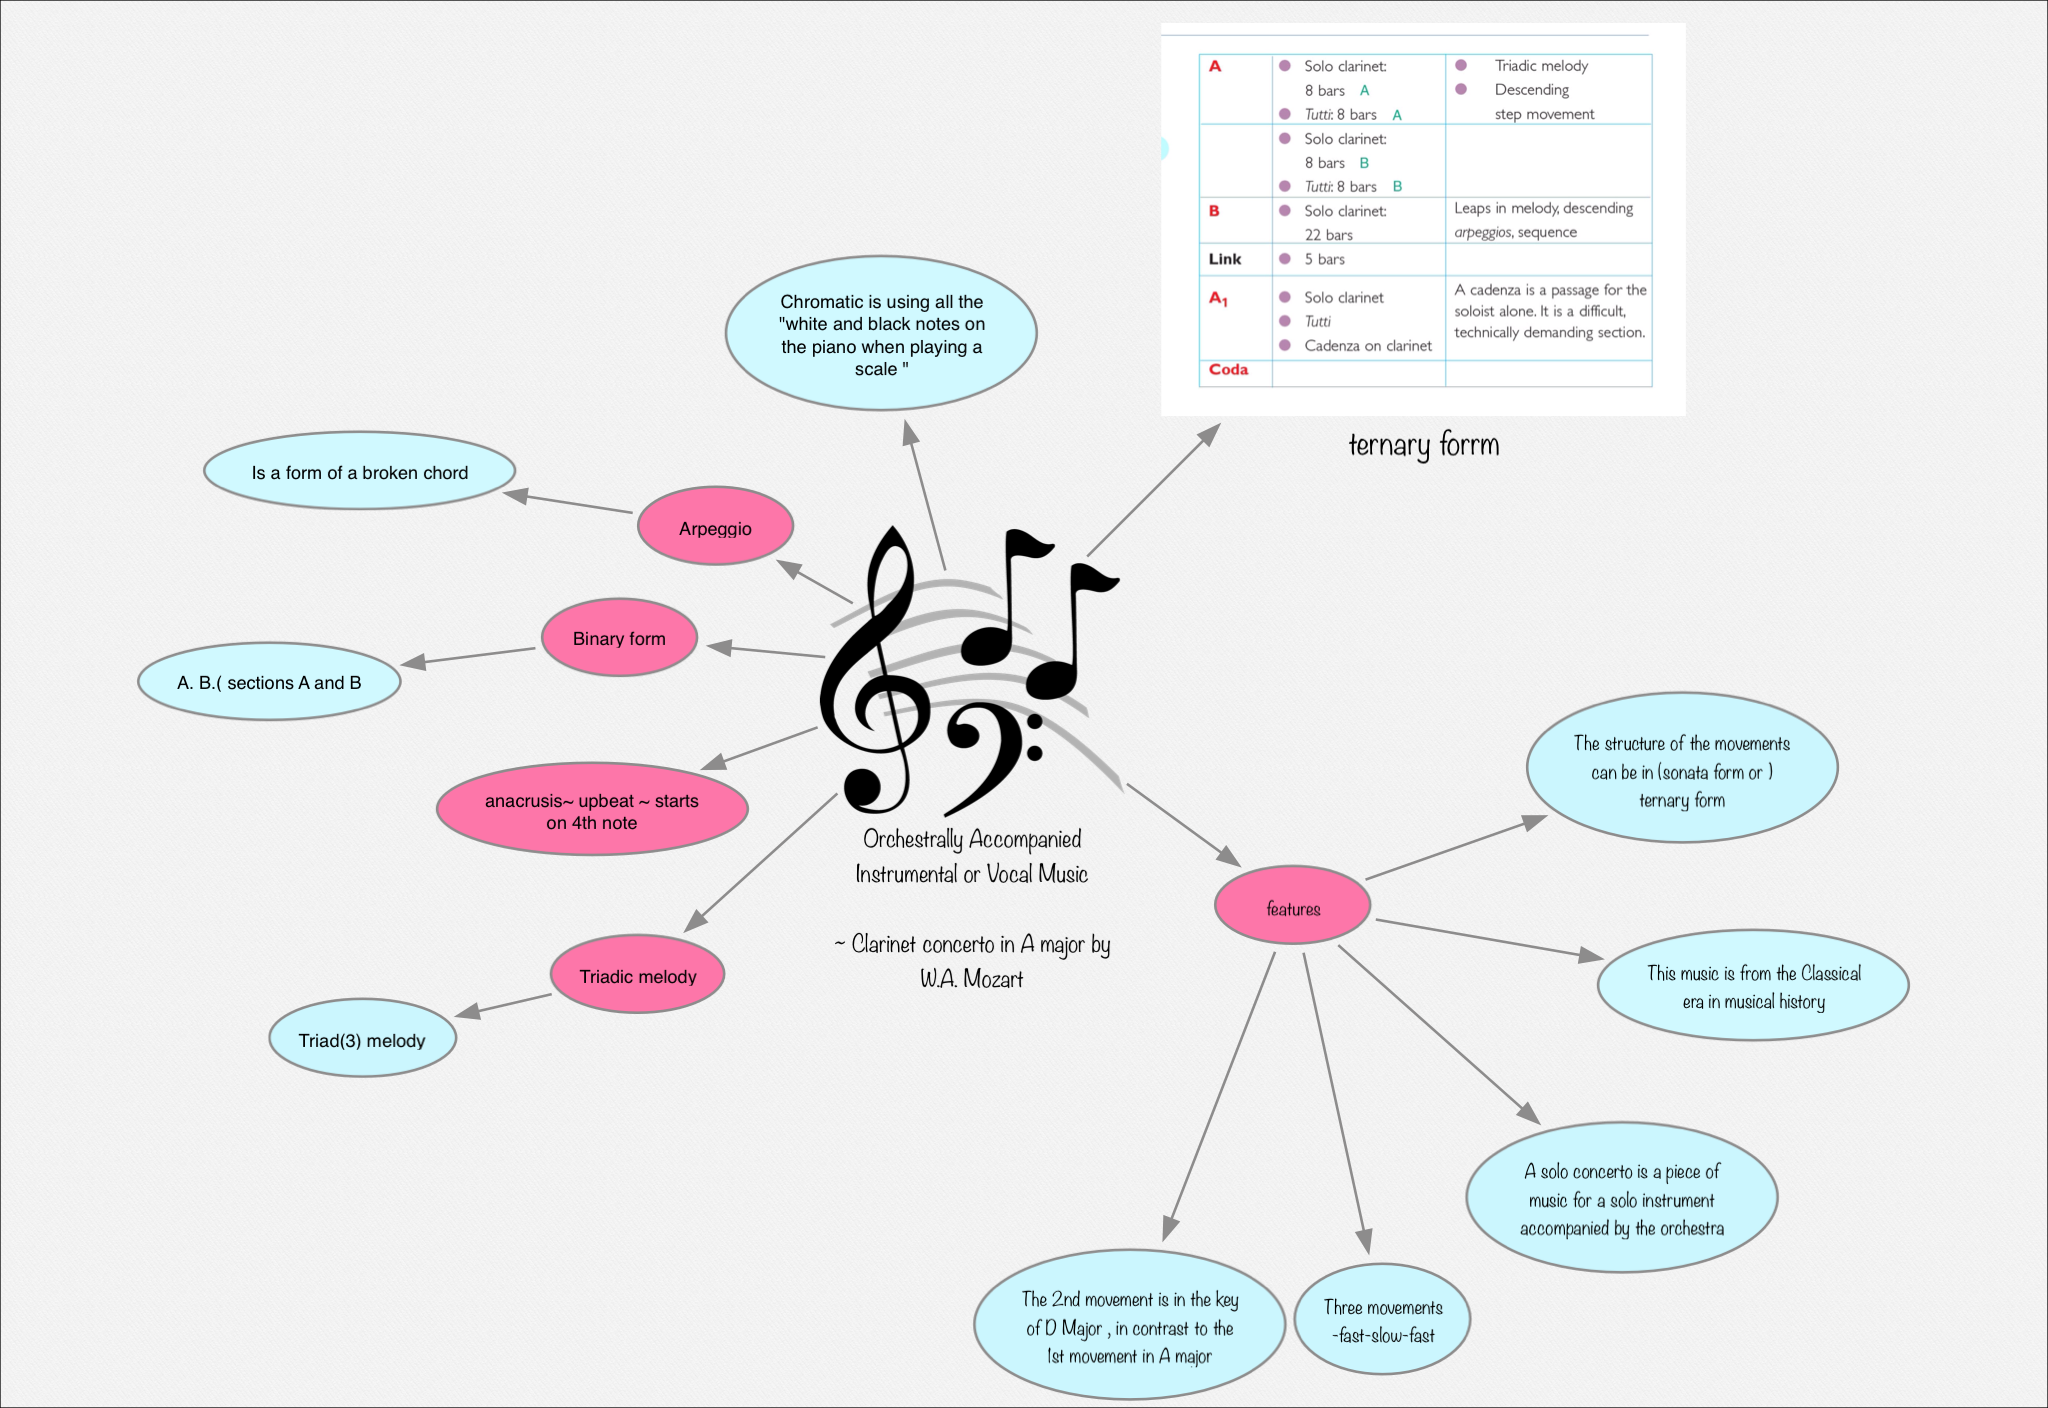 A
Solo clarinet:
8 bars A
Tutti: 8 bars A
Triadic melody
Descending
step movement
Solo clarinet:
8 bars B
Tutti: 8 bars B
B
Solo clarinet:
22 bars
Leaps in melody, descending
arpeggios, sequence
Link
5 bars
A1
Solo clarinet
Tutti
Cadenza on clarinet
A cadenza is a passage for the
soloist alone. It is a difficult,
technically demanding section.
Coda
ternary forrm
Chromatic is using all the
"white and black notes on
the piano when playing a
scale "
Is a form of a broken chord
Arpeggio
Binary form
A. B.( sections A and B
anacrusis~ upbeat ~ starts
on 4th note
Triadic melody
Triad(3) melody
Orchestrally Accompanied
Instrumental or Vocal Music
~ Clarinet concerto in A major by
W.A. Mozart
features
The structure of the movements
can be in (sonata form or )
ternary form
This music is from the Classical
era in musical history
A solo concerto is a piece of
music for a solo instrument
accompanied by the orchestra
Three movements
-fast-slow-fast
The 2nd movement is in the key
of D Major , in contrast to the
1st movement in A major